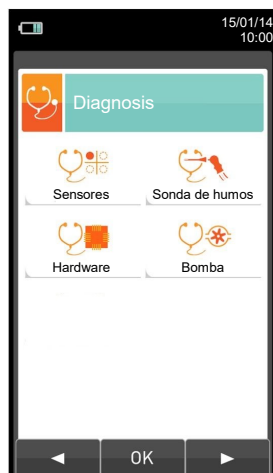 15/01/14
10:00
Diagnosis
Sensores
Sonda de humos
Hardware
Bomba
OK